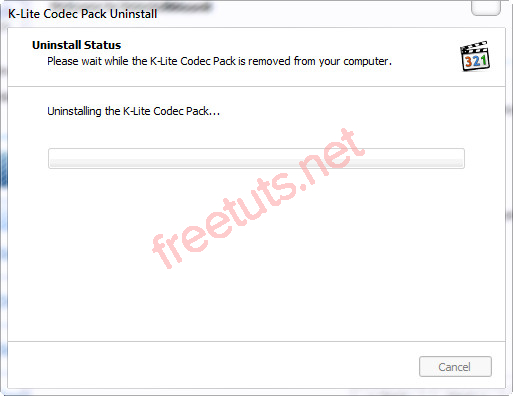 K-Lite Codec Pack Uninstall
Uninstall Status
Please wait while the K-Lite Codec Pack is removed from your computer.
321
Uninstalling the K-Lite Codec Pack...
freetuts.net
Cancel